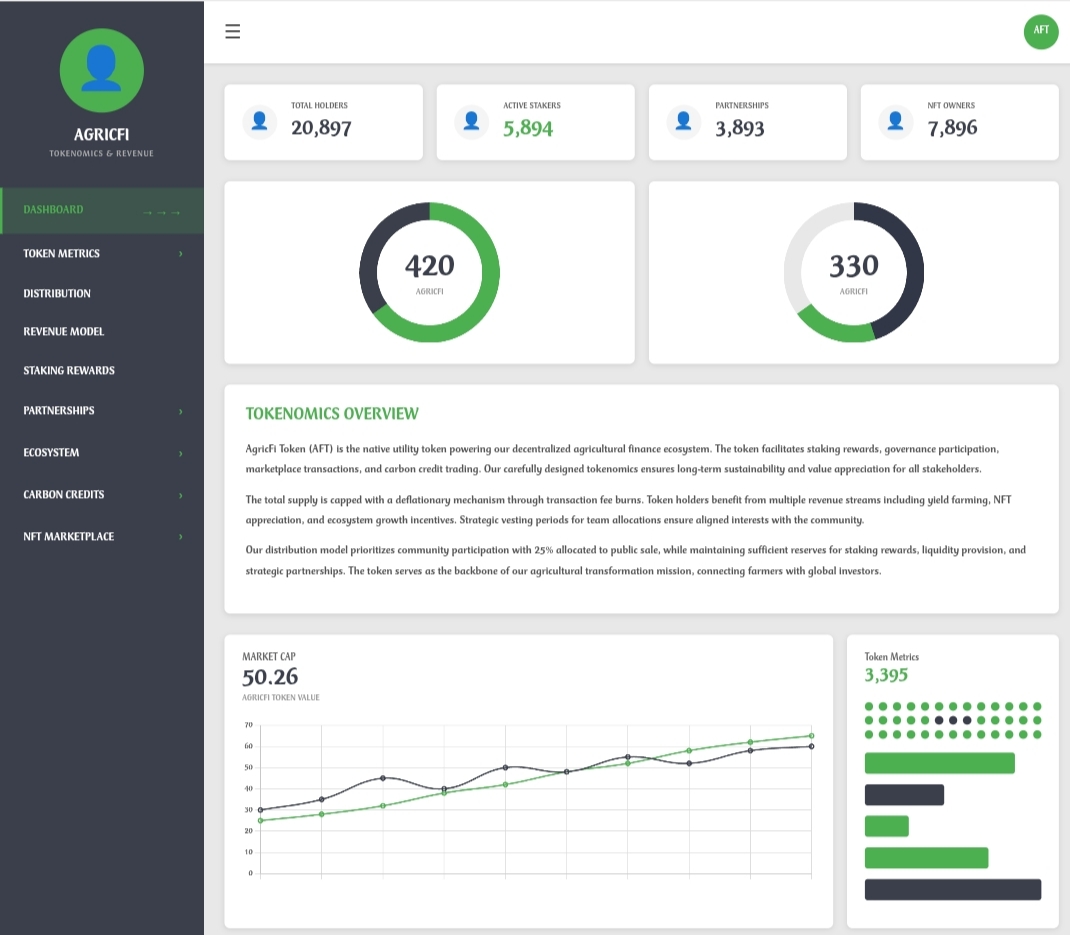 AGRICFI
TOKENOMICS & REVENUE
DASHBOARD →→→
TOKEN METRICS ›
DISTRIBUTION
REVENUE MODEL
STAKING REWARDS
PARTNERSHIPS ›
ECOSYSTEM ›
CARBON CREDITS ›
NFT MARKETPLACE ›
☰
AFT
TOTAL HOLDERS
20,897
ACTIVE STAKERS
5,894
PARTNERSHIPS
3,893
NFT OWNERS
7,896
420
AGRICFI
330
AGRICFI
TOKENOMICS OVERVIEW
AgricFi Token (AFT) is the native utility token powering our decentralized agricultural finance ecosystem. The token facilitates staking rewards, governance participation,
marketplace transactions, and carbon credit trading. Our carefully designed tokenomics ensures long-term sustainability and value appreciation for all stakeholders.
The total supply is capped with a deflationary mechanism through transaction fee burns. Token holders benefit from multiple revenue streams including yield farming, NFT
appreciation, and ecosystem growth incentives. Strategic vesting periods for team allocations ensure aligned interests with the community.
Our distribution model prioritizes community participation with 25% allocated to public sale, while maintaining sufficient reserves for staking rewards, liquidity provision, and
strategic partnerships. The token serves as the backbone of our agricultural transformation mission, connecting farmers with global investors.
MARKET CAP
50.26
AGRICFI TOKEN VALUE
70
60
50
40
30
20
10
0
Token Metrics
3,395